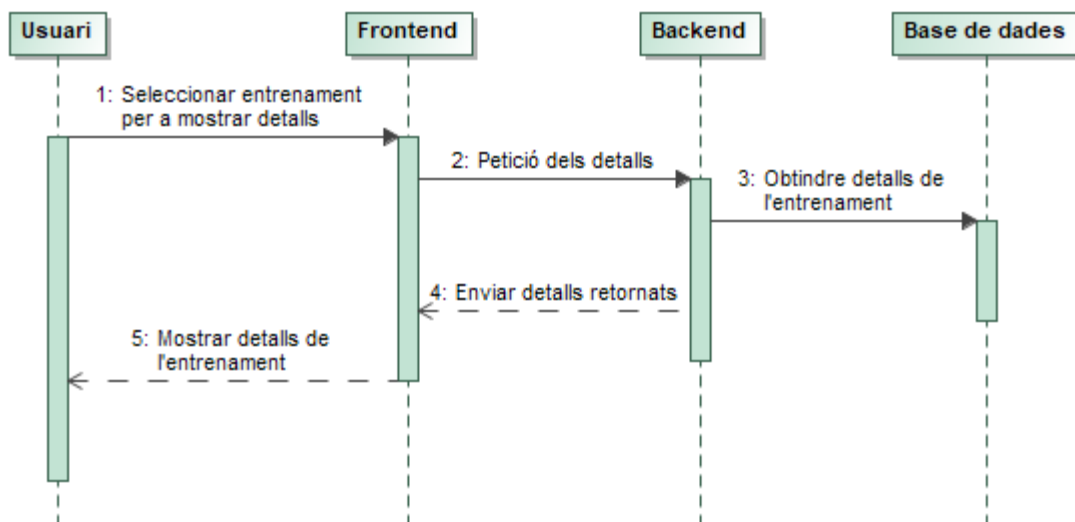 Usuari
Frontend
Backend
Base de dades
1: Seleccionar entrenament
per a mostrar detalls
2: Petició dels detalls
3: Obtindre detalls de
l'entrenament
4: Enviar detalls retornats
5: Mostrar detalls de
l'entrenament